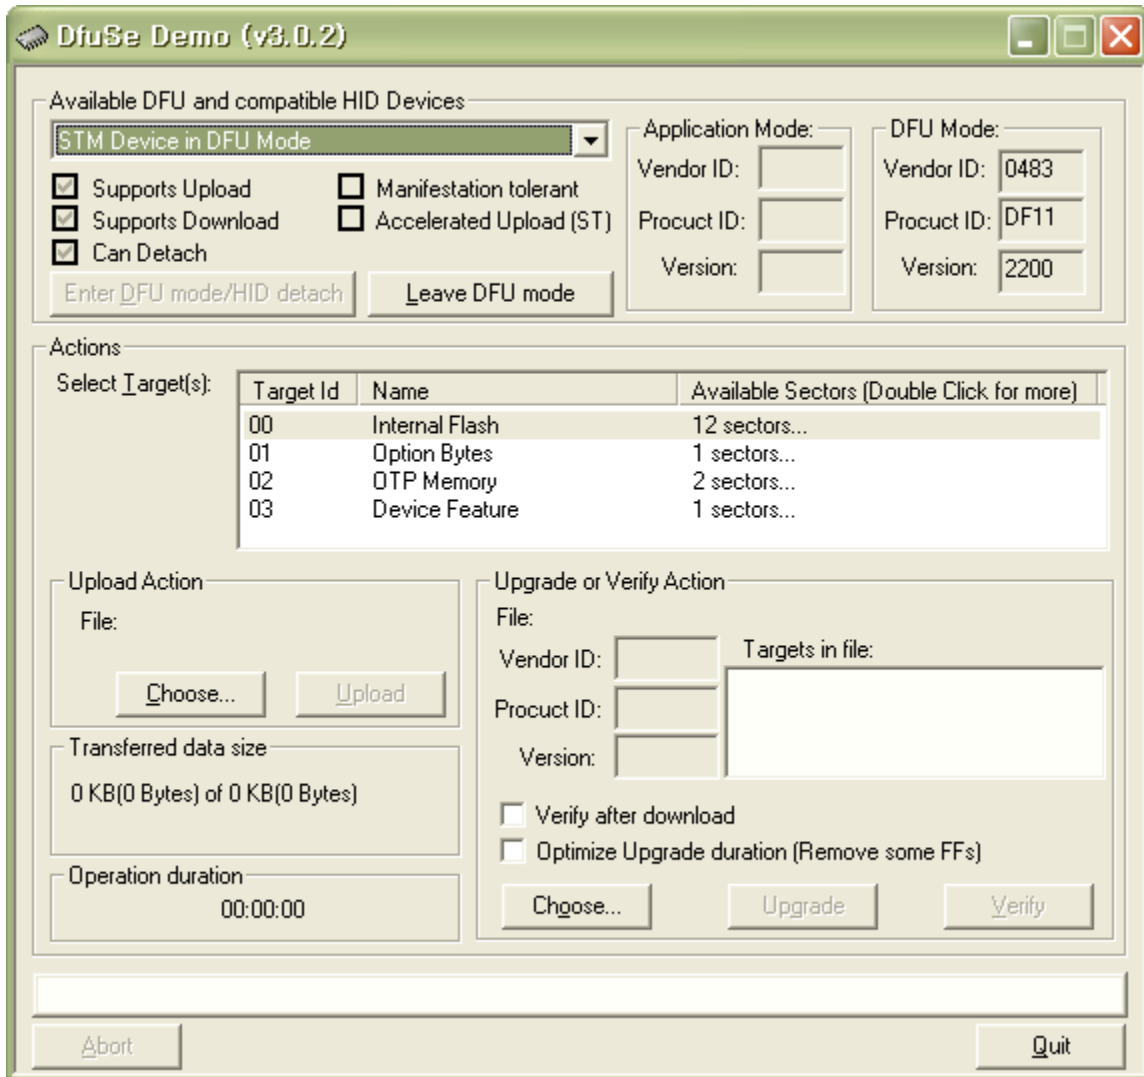 DfuSe Demo (v3.0.2)
Available DFU and compatible HID Devices
STM Device in DFU Mode
Supports Upload
Manifestation tolerant
Supports Download
Accelerated Upload (ST)
Can Detach
Enter DFU mode/HID detach
Leave DFU mode
Application Mode:
Vendor ID:
Procuct ID:
Version:
DFU Mode:
Vendor ID: 0483
Procuct ID: DF11
Version: 2200
Actions
Select Target(s):
Target Id Name Available Sectors (Double Click for more)
00 Internal Flash 12 sectors...
01 Option Bytes 1 sectors...
02 OTP Memory 2 sectors...
03 Device Feature 1 sectors...
Upload Action
File:
Choose...
Upload
Transferred data size
0 KB(0 Bytes) of 0 KB(0 Bytes)
Operation duration
00:00:00
Upgrade or Verify Action
File:
Vendor ID:
Procuct ID:
Version:
Targets in file:
Verify after download
Optimize Upgrade duration (Remove some FFs)
Choose...
Upgrade
Verify
Abort
Quit